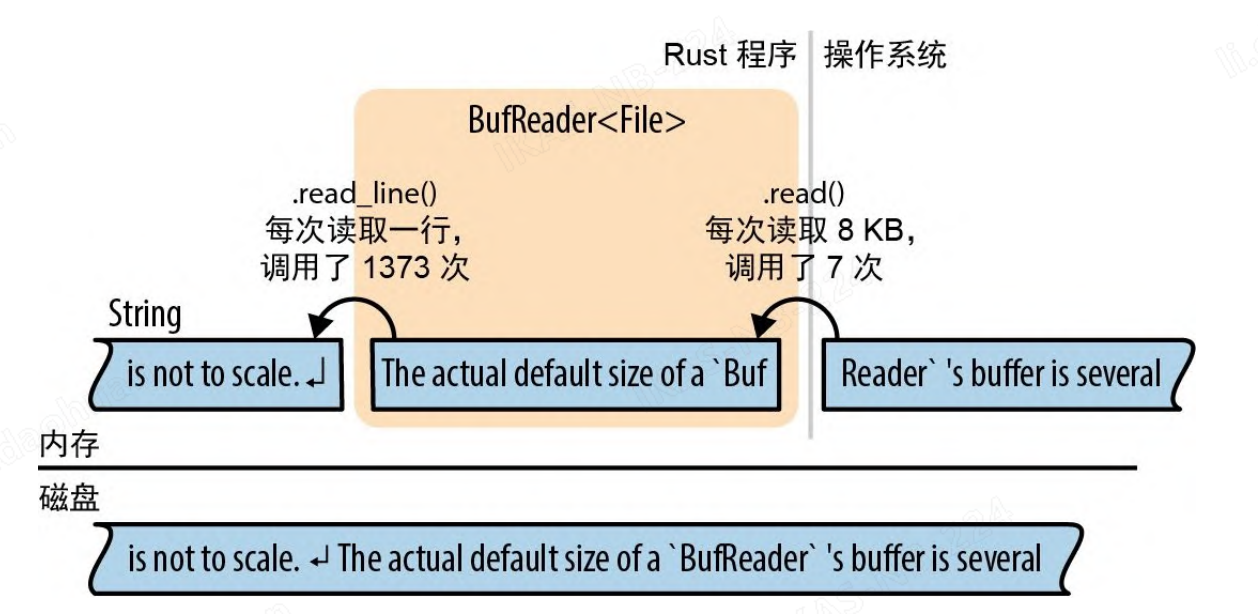 Rust 程序 操作系统
BufReader<File>
.read_line()
每次读取一行，
调用了 1373 次
.read()
每次读取 8 KB，
调用了 7 次
String
is not to scale. ↵
The actual default size of a `Buf
Reader` 's buffer is several
内存
磁盘
is not to scale. ↵ The actual default size of a `BufReader` 's buffer is several